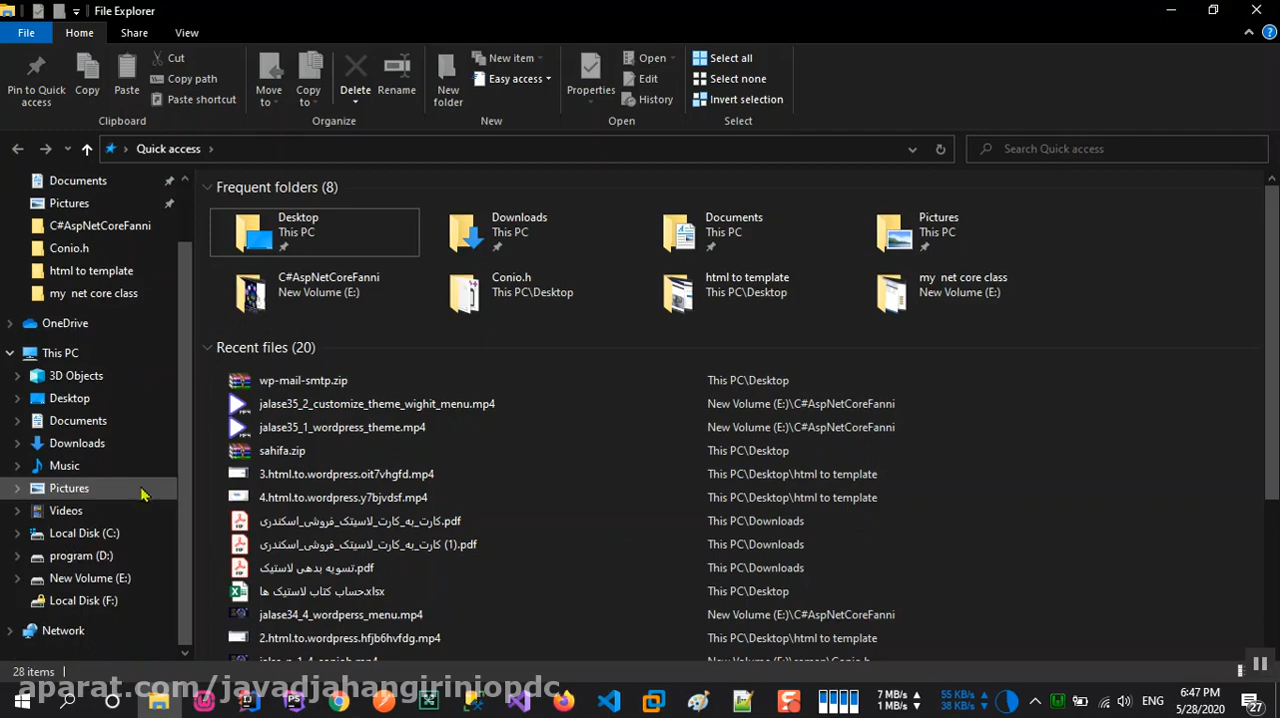 File Explorer
File Home Share View
Pin to Quick access
Copy
Paste
Cut
Copy path
Paste shortcut
Clipboard
Move to
Copy to
Delete
Rename
Organize
New folder
New item
Easy access
New
Properties
Open
Edit
History
Open
Select all
Select none
Invert selection
Select
Quick access
Search Quick access
Documents
Pictures
C#AspNetCoreFanni
Conio.h
html to template
my net core class
OneDrive
This PC
3D Objects
Desktop
Documents
Downloads
Music
Pictures
Videos
Local Disk (C:)
program (D:)
New Volume (E:)
Local Disk (F:)
Network
Frequent folders (8)
Desktop
This PC
Downloads
This PC
Documents
This PC
Pictures
This PC
C#AspNetCoreFanni
New Volume (E:)
Conio.h
This PC\Desktop
html to template
This PC\Desktop
my net core class
New Volume (E:)
Recent files (20)
wp-mail-smtp.zip This PC\Desktop
jalase35_2_customize_theme_wighit_menu.mp4 New Volume (E:)\C#AspNetCoreFanni
jalase35_1_wordpress_theme.mp4 New Volume (E:)\C#AspNetCoreFanni
sahifa.zip This PC\Desktop
3.html.to.wordpress.oit7vhgfd.mp4 This PC\Desktop\html to template
4.html.to.wordpress.y7bjvdsf.mp4 This PC\Desktop\html to template
کارت_به_کارت_لاسیتک_فروشی_اسکندری.pdf This PC\Downloads
کارت_به_کارت_لاسیتک_فروشی_اسکندری (1).pdf This PC\Downloads
تسویه بدهی لاستیک.pdf This PC\Downloads
حساب کتاب لاستیک ها.xlsx This PC\Desktop
jalase34_4_wordperss_menu.mp4 New Volume (E:)\C#AspNetCoreFanni
2.html.to.wordpress.hfjb6hvfdg.mp4 This PC\Desktop\html to template
28 items
aparat.com/javadjahangiriniopdc
7 MB/s
1 MB/s
55 KB/s
38 KB/s
ENG
6:47 PM
5/28/2020
27